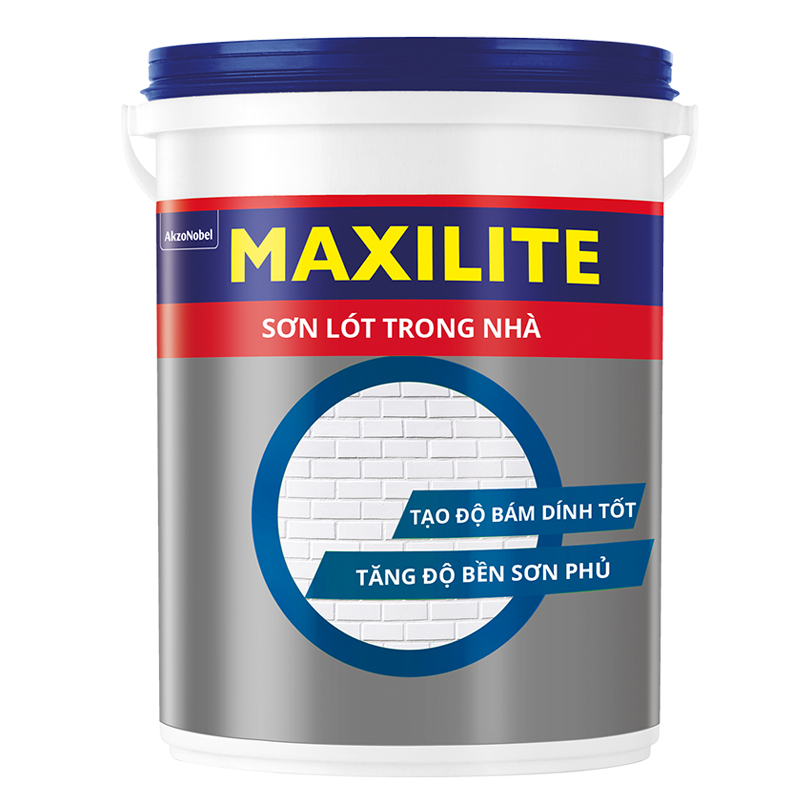 AkzoNobel
MAXILITE
SƠN LÓT TRONG NHÀ
TẠO ĐỘ BÁM DÍNH TỐT
TĂNG ĐỘ BỀN SƠN PHỦ